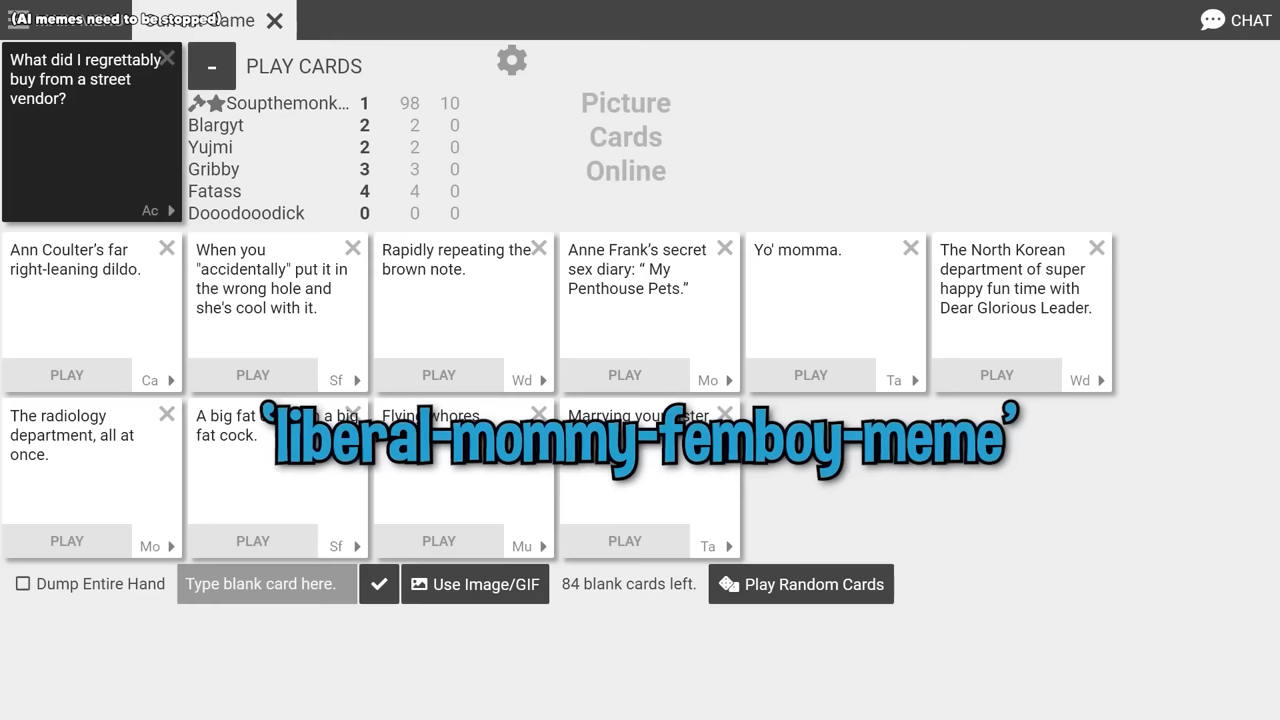 (AI memes need to be stopped)
Game
CHAT
What did I regrettably
buy from a street
vendor?
Ac
-
PLAY CARDS
Soupthemonk... 1 98 10
Blargyt 2 2 0
Yujmi 2 2 0
Gribby 3 3 0
Fatass 4 4 0
Dooodooodick 0 0 0
Picture
Cards
Online
Ann Coulter's far
right-leaning dildo.
PLAY
Ca
When you
"accidentally" put it in
the wrong hole and
she's cool with it.
PLAY
Sf
Rapidly repeating the
brown note.
PLAY
Wd
Anne Frank's secret
sex diary: “ My
Penthouse Pets.”
PLAY
Mo
Yo' momma.
PLAY
Ta
The North Korean
department of super
happy fun time with
Dear Glorious Leader.
PLAY
Wd
The radiology
department, all at
once.
PLAY
Mo
A big fat a big
fat cock.
PLAY
Sf
Flying whores.
PLAY
Mu
Marrying your
PLAY
Ta
'liberal-mommy-femboy-meme'
Dump Entire Hand
Type blank card here.
Use Image/GIF
84 blank cards left.
Play Random Cards